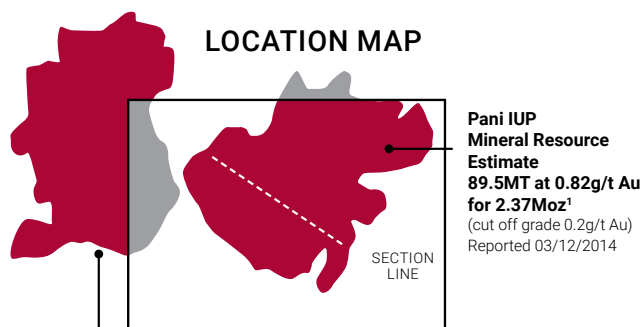 LOCATION MAP
Pani IUP
Mineral Resource
Estimate
89.5MT at 0.82g/t Au
for 2.37Moz¹
(cut off grade 0.2g/t Au)
Reported 03/12/2014
SECTION
LINE